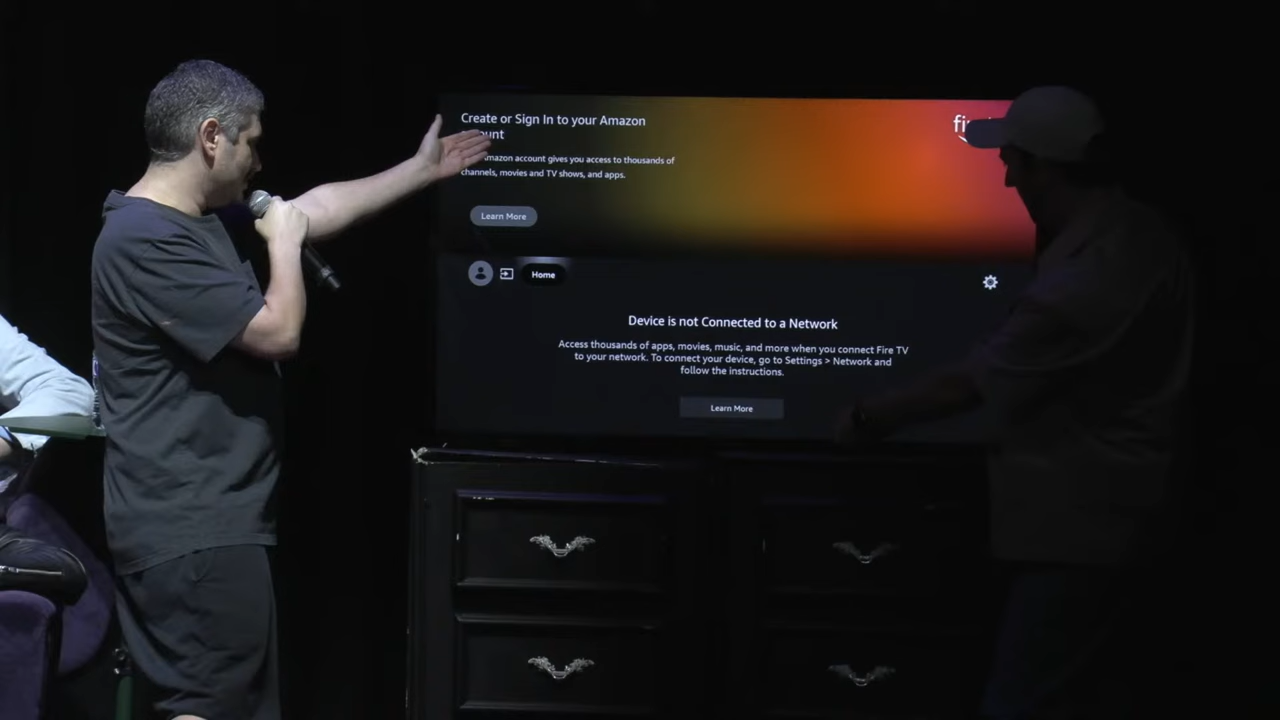 Create or Sign In to your Amazon
amazon account gives you access to thousands of
channels, movies and TV shows, and apps.
Learn More
Home
Device is not Connected to a Network
Access thousands of apps, movies, music, and more when you connect Fire TV
to your network. To connect your device, go to Settings > Network and
follow the instructions.
Learn More